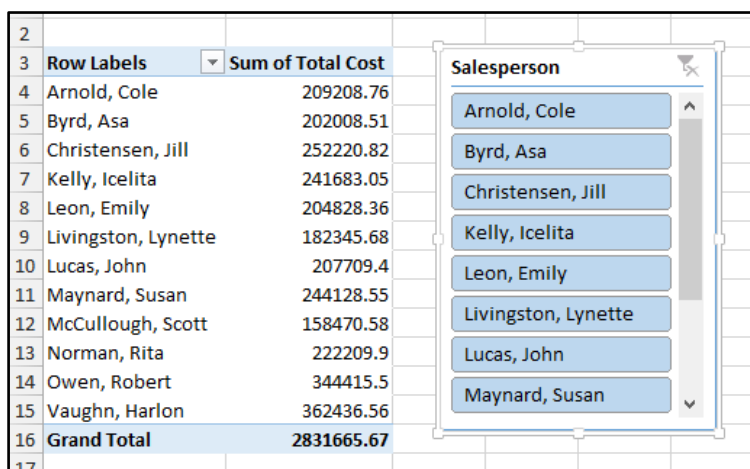 2
3 Row Labels Sum of Total Cost
4 Arnold, Cole 209208.76
5 Byrd, Asa 202008.51
6 Christensen, Jill 252220.82
7 Kelly, Icelita 241683.05
8 Leon, Emily 204828.36
9 Livingston, Lynette 182345.68
10 Lucas, John 207709.4
11 Maynard, Susan 244128.55
12 McCullough, Scott 158470.58
13 Norman, Rita 222209.9
14 Owen, Robert 344415.5
15 Vaughn, Harlon 362436.56
16 Grand Total 2831665.67
17
Salesperson
Arnold, Cole
Byrd, Asa
Christensen, Jill
Kelly, Icelita
Leon, Emily
Livingston, Lynette
Lucas, John
Maynard, Susan